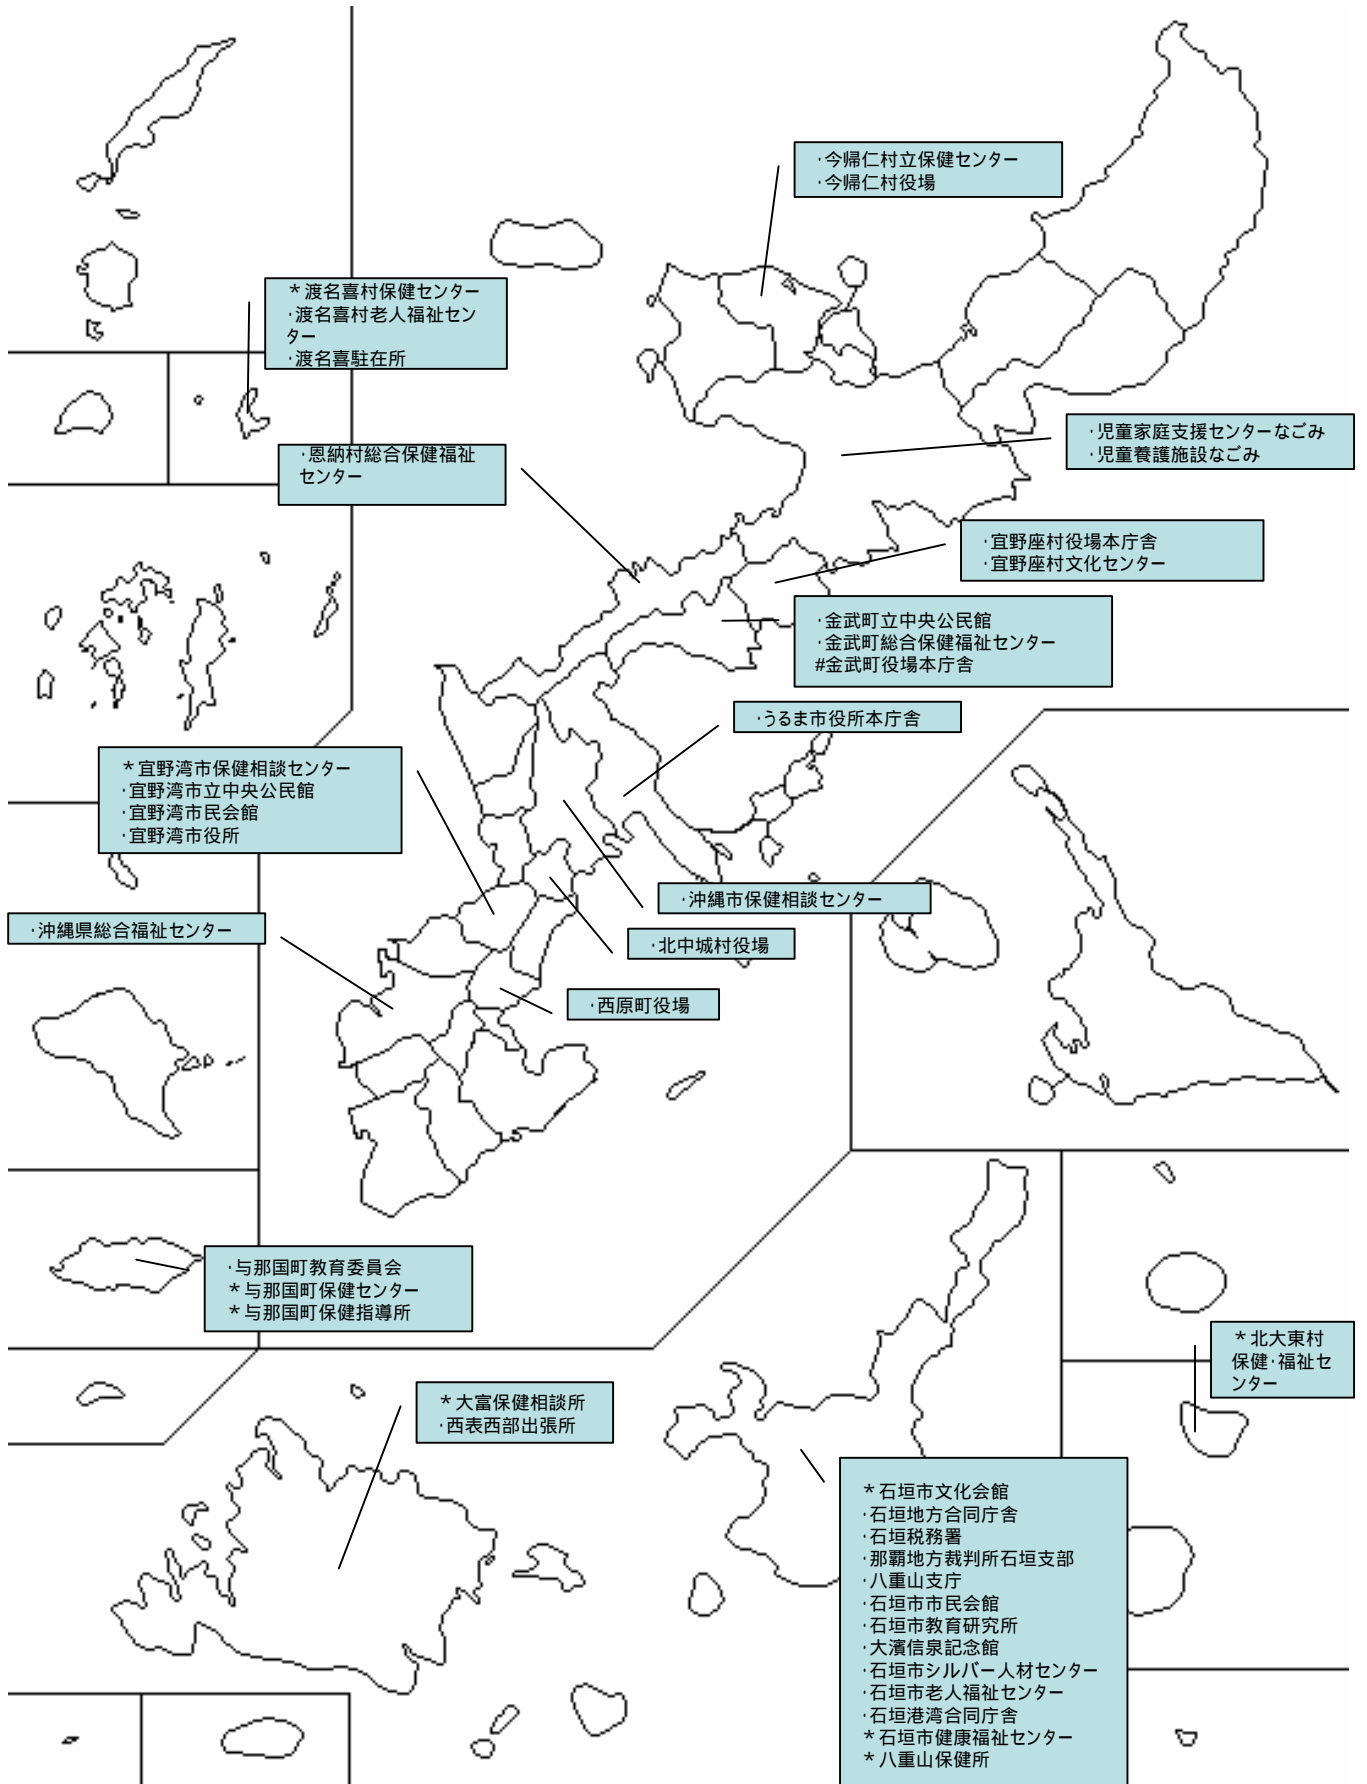 ·今帰仁村立保健センター
·今帰仁村役場
*渡名喜村保健センター
·渡名喜村老人福祉セン
ター
·渡名喜駐在所
·児童家庭支援センターなごみ
·児童養護施設なごみ
·恩納村総合保健福祉
センター
·宜野座村役場本庁舎
·宜野座村文化センター
·金武町立中央公民館
·金武町総合保健福祉センター
#金武町役場本庁舎
·うるま市役所本庁舎
*宜野湾市保健相談センター
·宜野湾市立中央公民館
·宜野湾市民会館
·宜野湾市役所
·沖縄市保健相談センター
·沖縄県総合福祉センター
·北中城村役場
·西原町役場
·与那国町教育委員会
*与那国町保健センター
*与那国町保健指導所
*北大東村
保健·福祉セ
ンター
*大富保健相談所
·西表西部出張所
*石垣市文化会館
·石垣地方合同庁舎
·石垣税務署
·那覇地方裁判所石垣支部
·八重山支庁
·石垣市市民会館
·石垣市教育研究所
·大濱信泉記念館
·石垣市シルバー人材センター
·石垣市老人福祉センター
·石垣港湾合同庁舎
*石垣市健康福祉センター
*八重山保健所